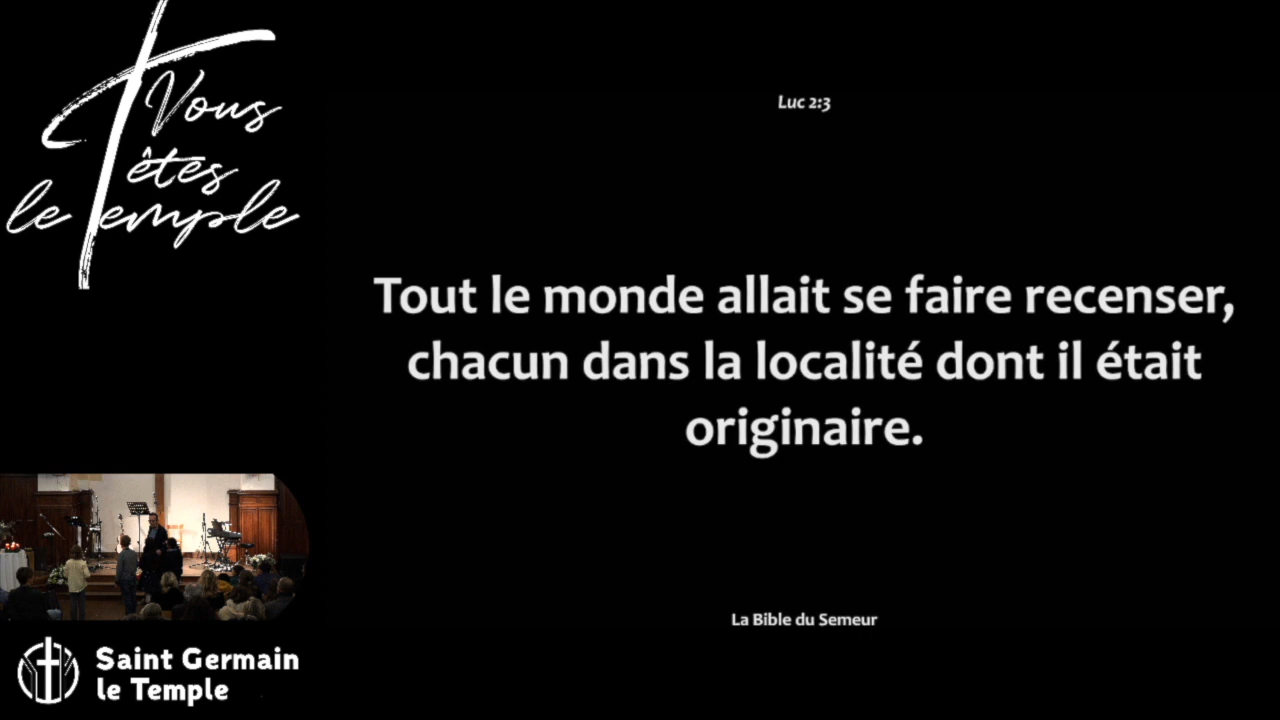 Vous
êtes
le Temple
Luc 2:3
Tout le monde allait se faire recenser,
chacun dans la localité dont il était
originaire.
La Bible du Semeur
Saint Germain
le Temple